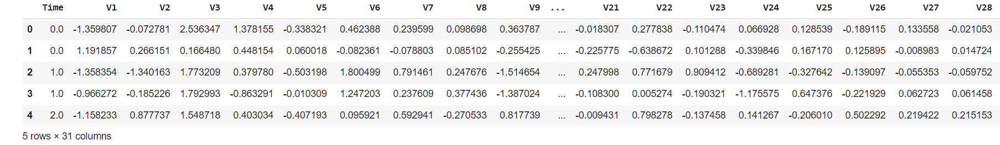 Time V1 V2 V3 V4 V5 V6 V7 V8 V9 ... V21 V22 V23 V24 V25 V26 V27 V28
0 0.0 -1.359807 -0.072781 2.536347 1.378155 -0.338321 0.462388 0.239599 0.098698 0.363787 ... -0.018307 0.277838 -0.110474 0.066928 0.128539 -0.189115 0.133558 -0.021053
1 0.0 1.191857 0.266151 0.166480 0.448154 0.060018 -0.082361 -0.078803 0.085102 -0.255425 ... -0.225775 -0.638672 0.101288 -0.339846 0.167170 0.125895 -0.008983 0.014724
2 1.0 -1.358354 -1.340163 1.773209 0.379780 -0.503198 1.800499 0.791461 0.247676 -1.514654 ... 0.247998 0.771679 0.909412 -0.689281 -0.327642 -0.139097 -0.055353 -0.059752
3 1.0 -0.966272 -0.185226 1.792993 -0.863291 -0.010309 1.247203 0.237609 0.377436 -1.387024 ... -0.108300 0.005274 -0.190321 -1.175575 0.647376 -0.221929 0.062723 0.061458
4 2.0 -1.158233 0.877737 1.548718 0.403034 -0.407193 0.095921 0.592941 -0.270533 0.817739 ... -0.009431 0.798278 -0.137458 0.141267 -0.206010 0.502292 0.219422 0.215153
5 rows × 31 columns